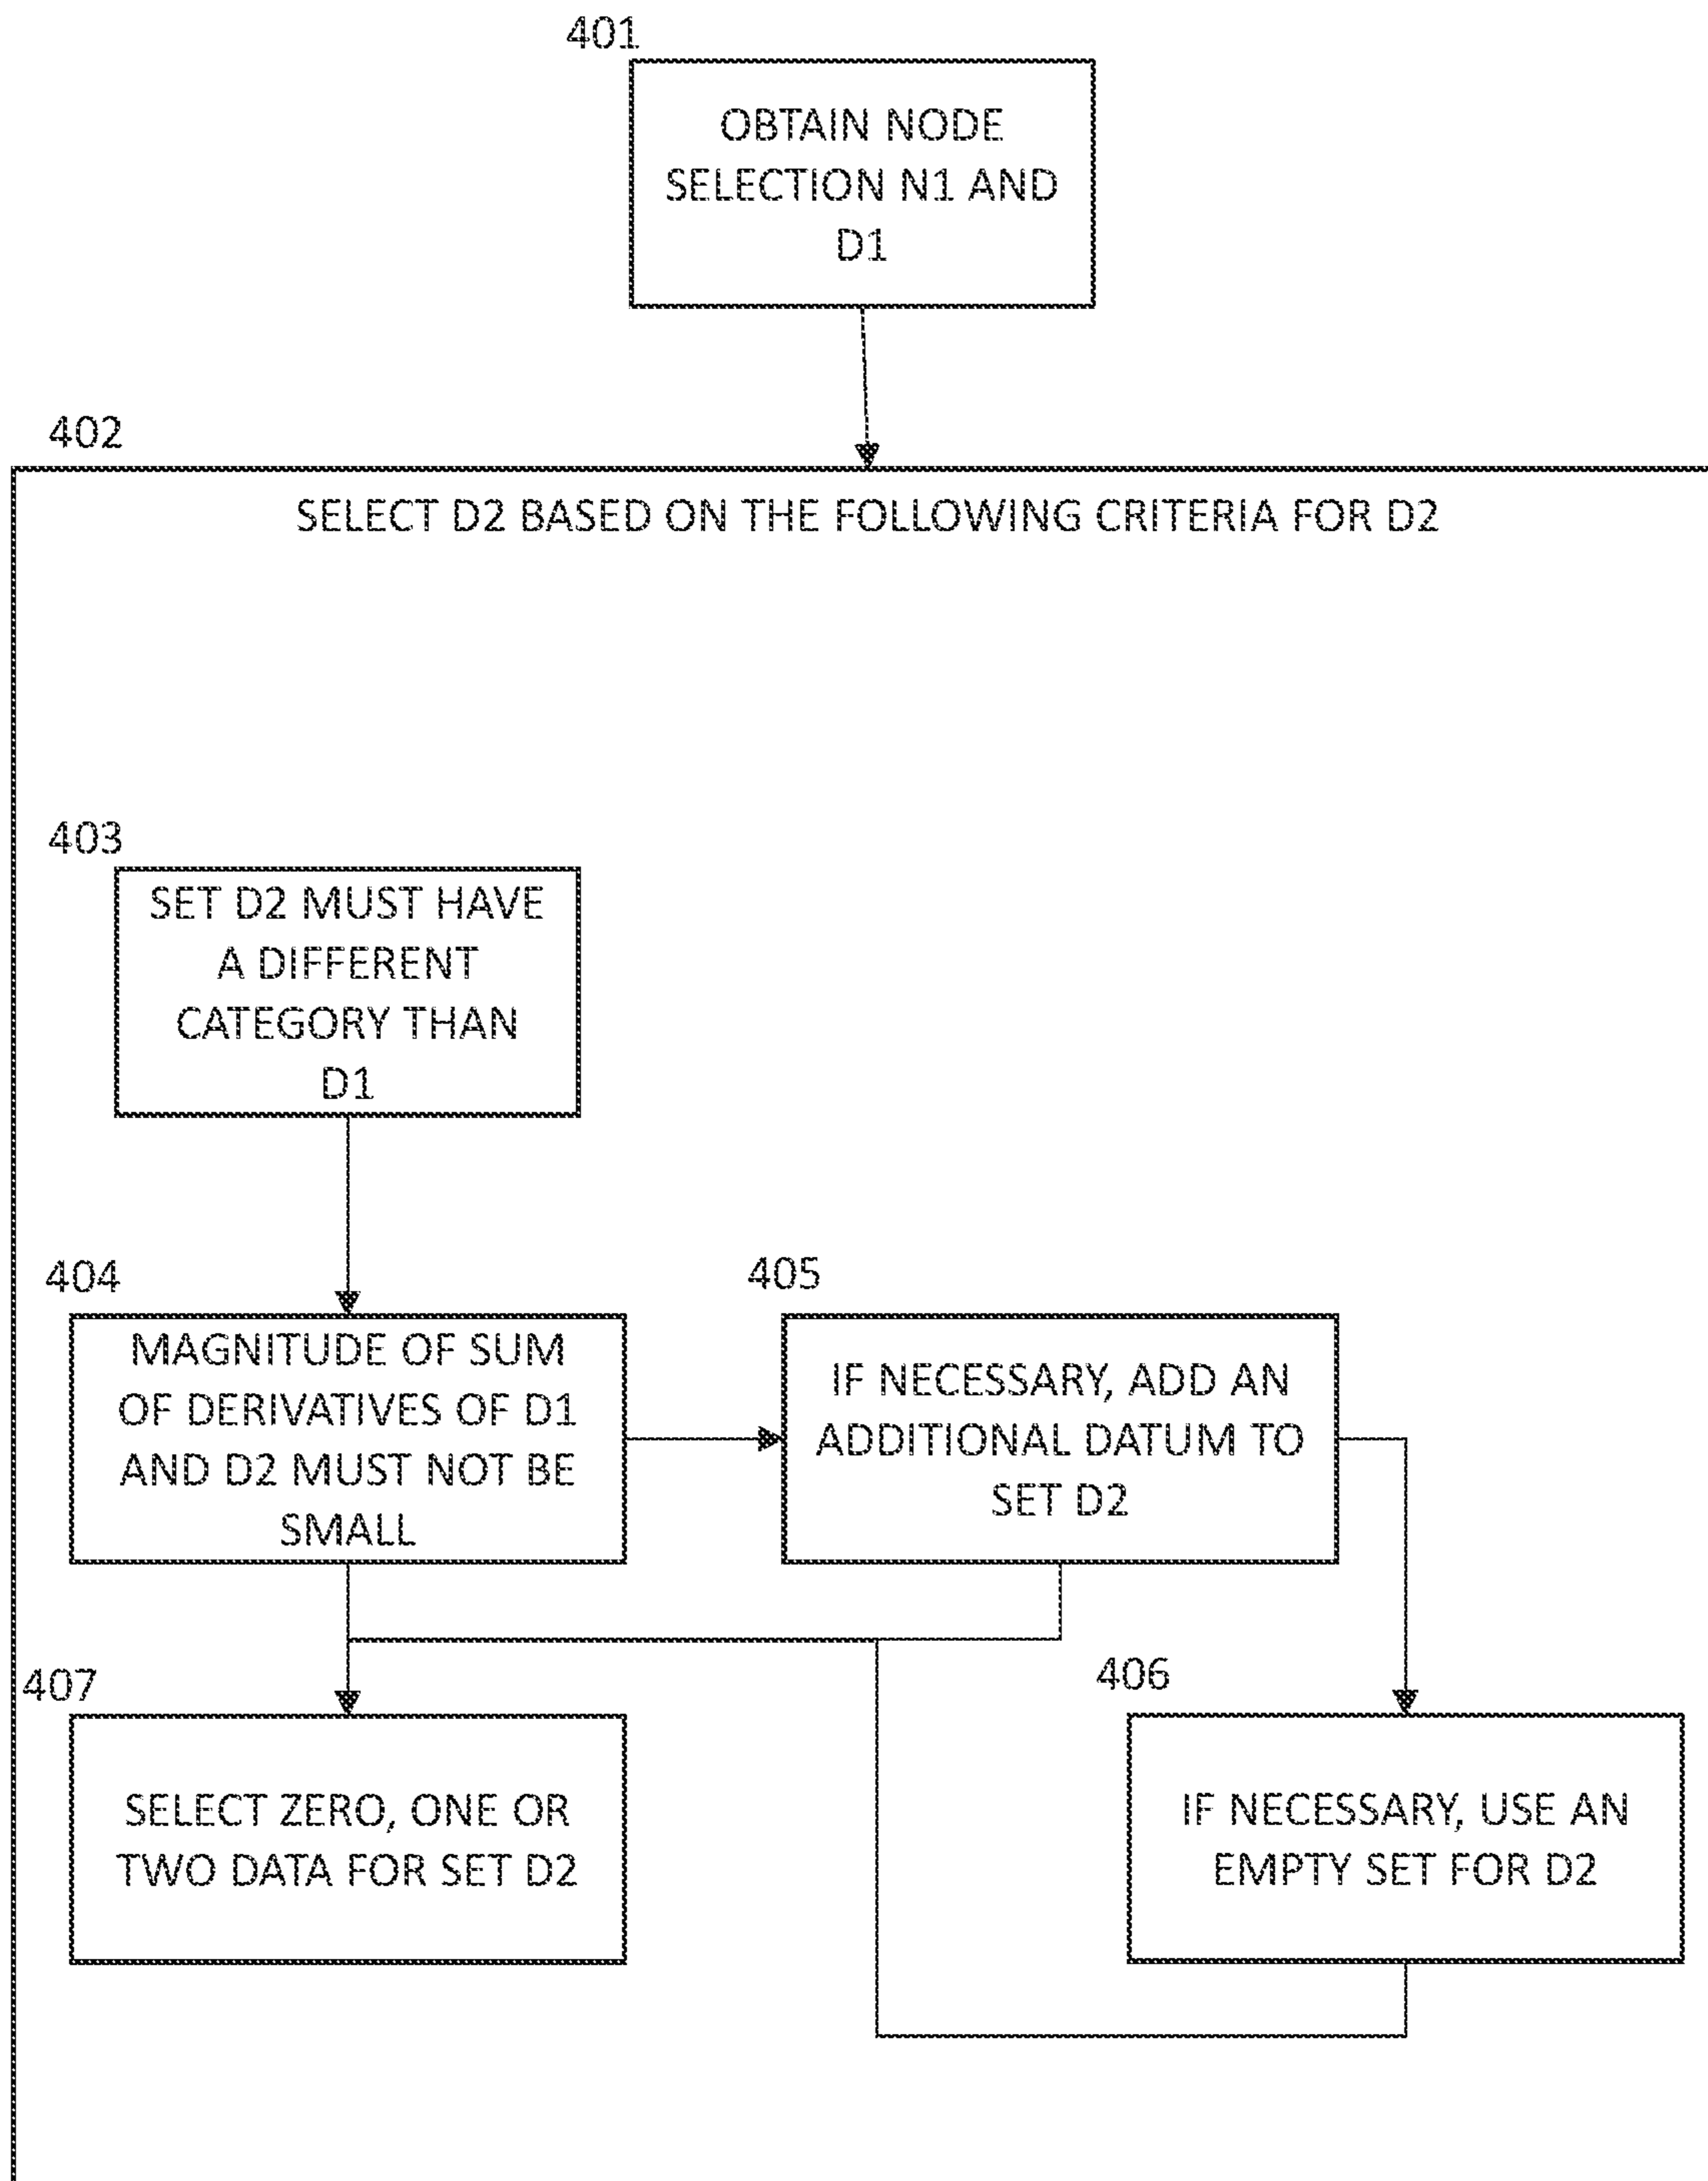 401
OBTAIN NODE
SELECTION N1 AND
D1
402
SELECT D2 BASED ON THE FOLLOWING CRITERIA FOR D2
403
SET D2 MUST HAVE
A DIFFERENT
CATEGORY THAN
D1
404
MAGNITUDE OF SUM
OF DERIVATIVES OF D1
AND D2 MUST NOT BE
SMALL
405
IF NECESSARY, ADD AN
ADDITIONAL DATUM TO
SET D2
406
IF NECESSARY, USE AN
EMPTY SET FOR D2
407
SELECT ZERO, ONE OR
TWO DATA FOR SET D2